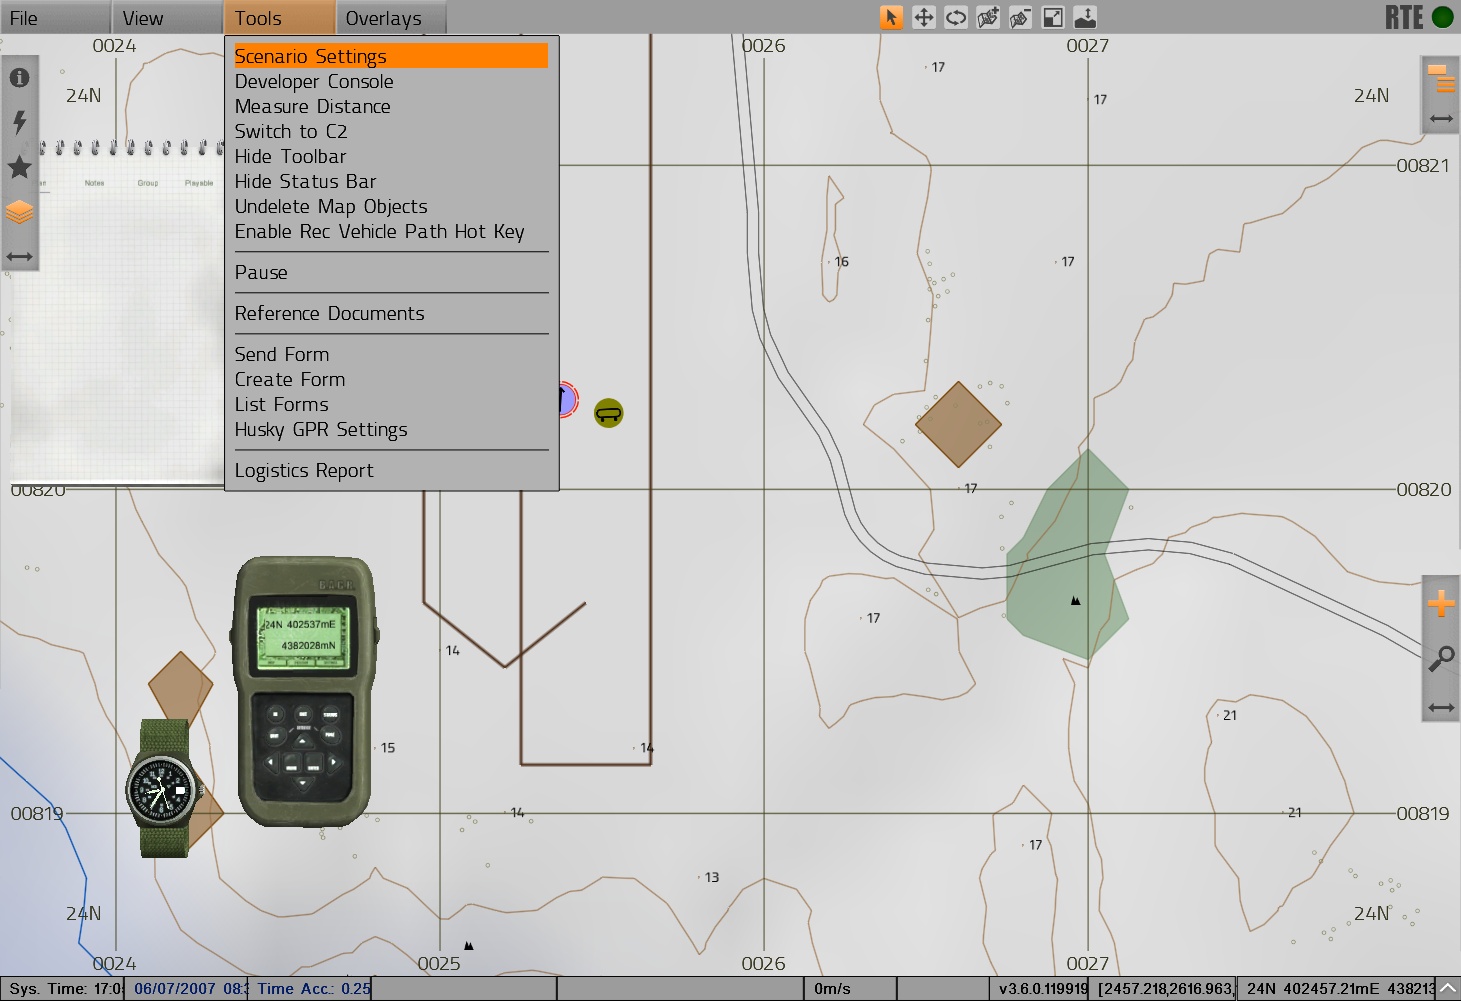 File View Tools Overlays RTE
0024 0026 0027
24N 24N
Scenario Settings
Developer Console
Measure Distance
Switch to C2
Hide Toolbar
Hide Status Bar
Undelete Map Objects
Enable Rec Vehicle Path Hot Key
Pause
Reference Documents
Send Form
Create Form
List Forms
Husky GPR Settings
Logistics Report
Notes Group Playable
17
17
00821
16
17
00820 17 00820
24N 402537mE
4382028mN
17
14
21
15 14
00819 14 21 00819
17
13
24N 24N
0024 0025 0026 0027
Sys. Time: 17:0 06/07/2007 08: Time Acc.: 0.25 0m/s v3.6.0.119919 [2457.218,2616.963, 24N 402457.21mE 438213